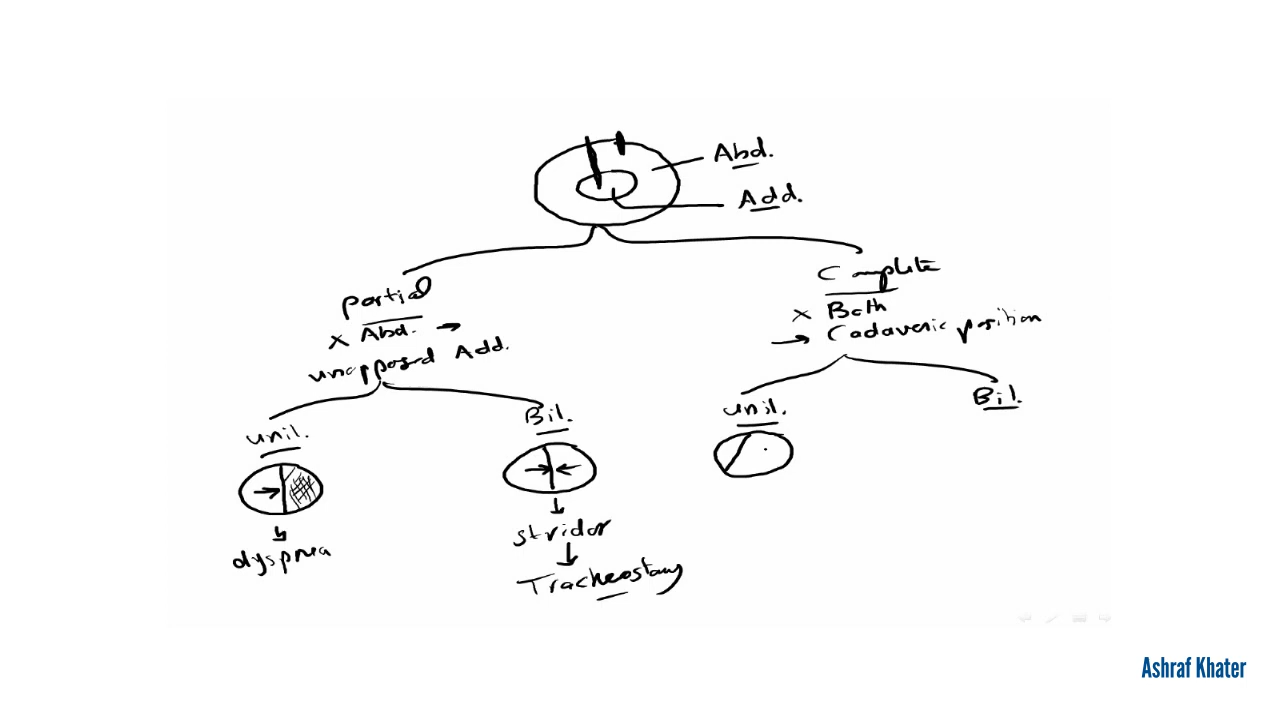 Abd.
Add.
partial
x Abd. →
unopposed Add.
unil.
Bil.
dyspnea
stridor
Tracheostomy
Complete
x Both
→ Cadaveric position
unil.
Bil.
Ashraf Khater